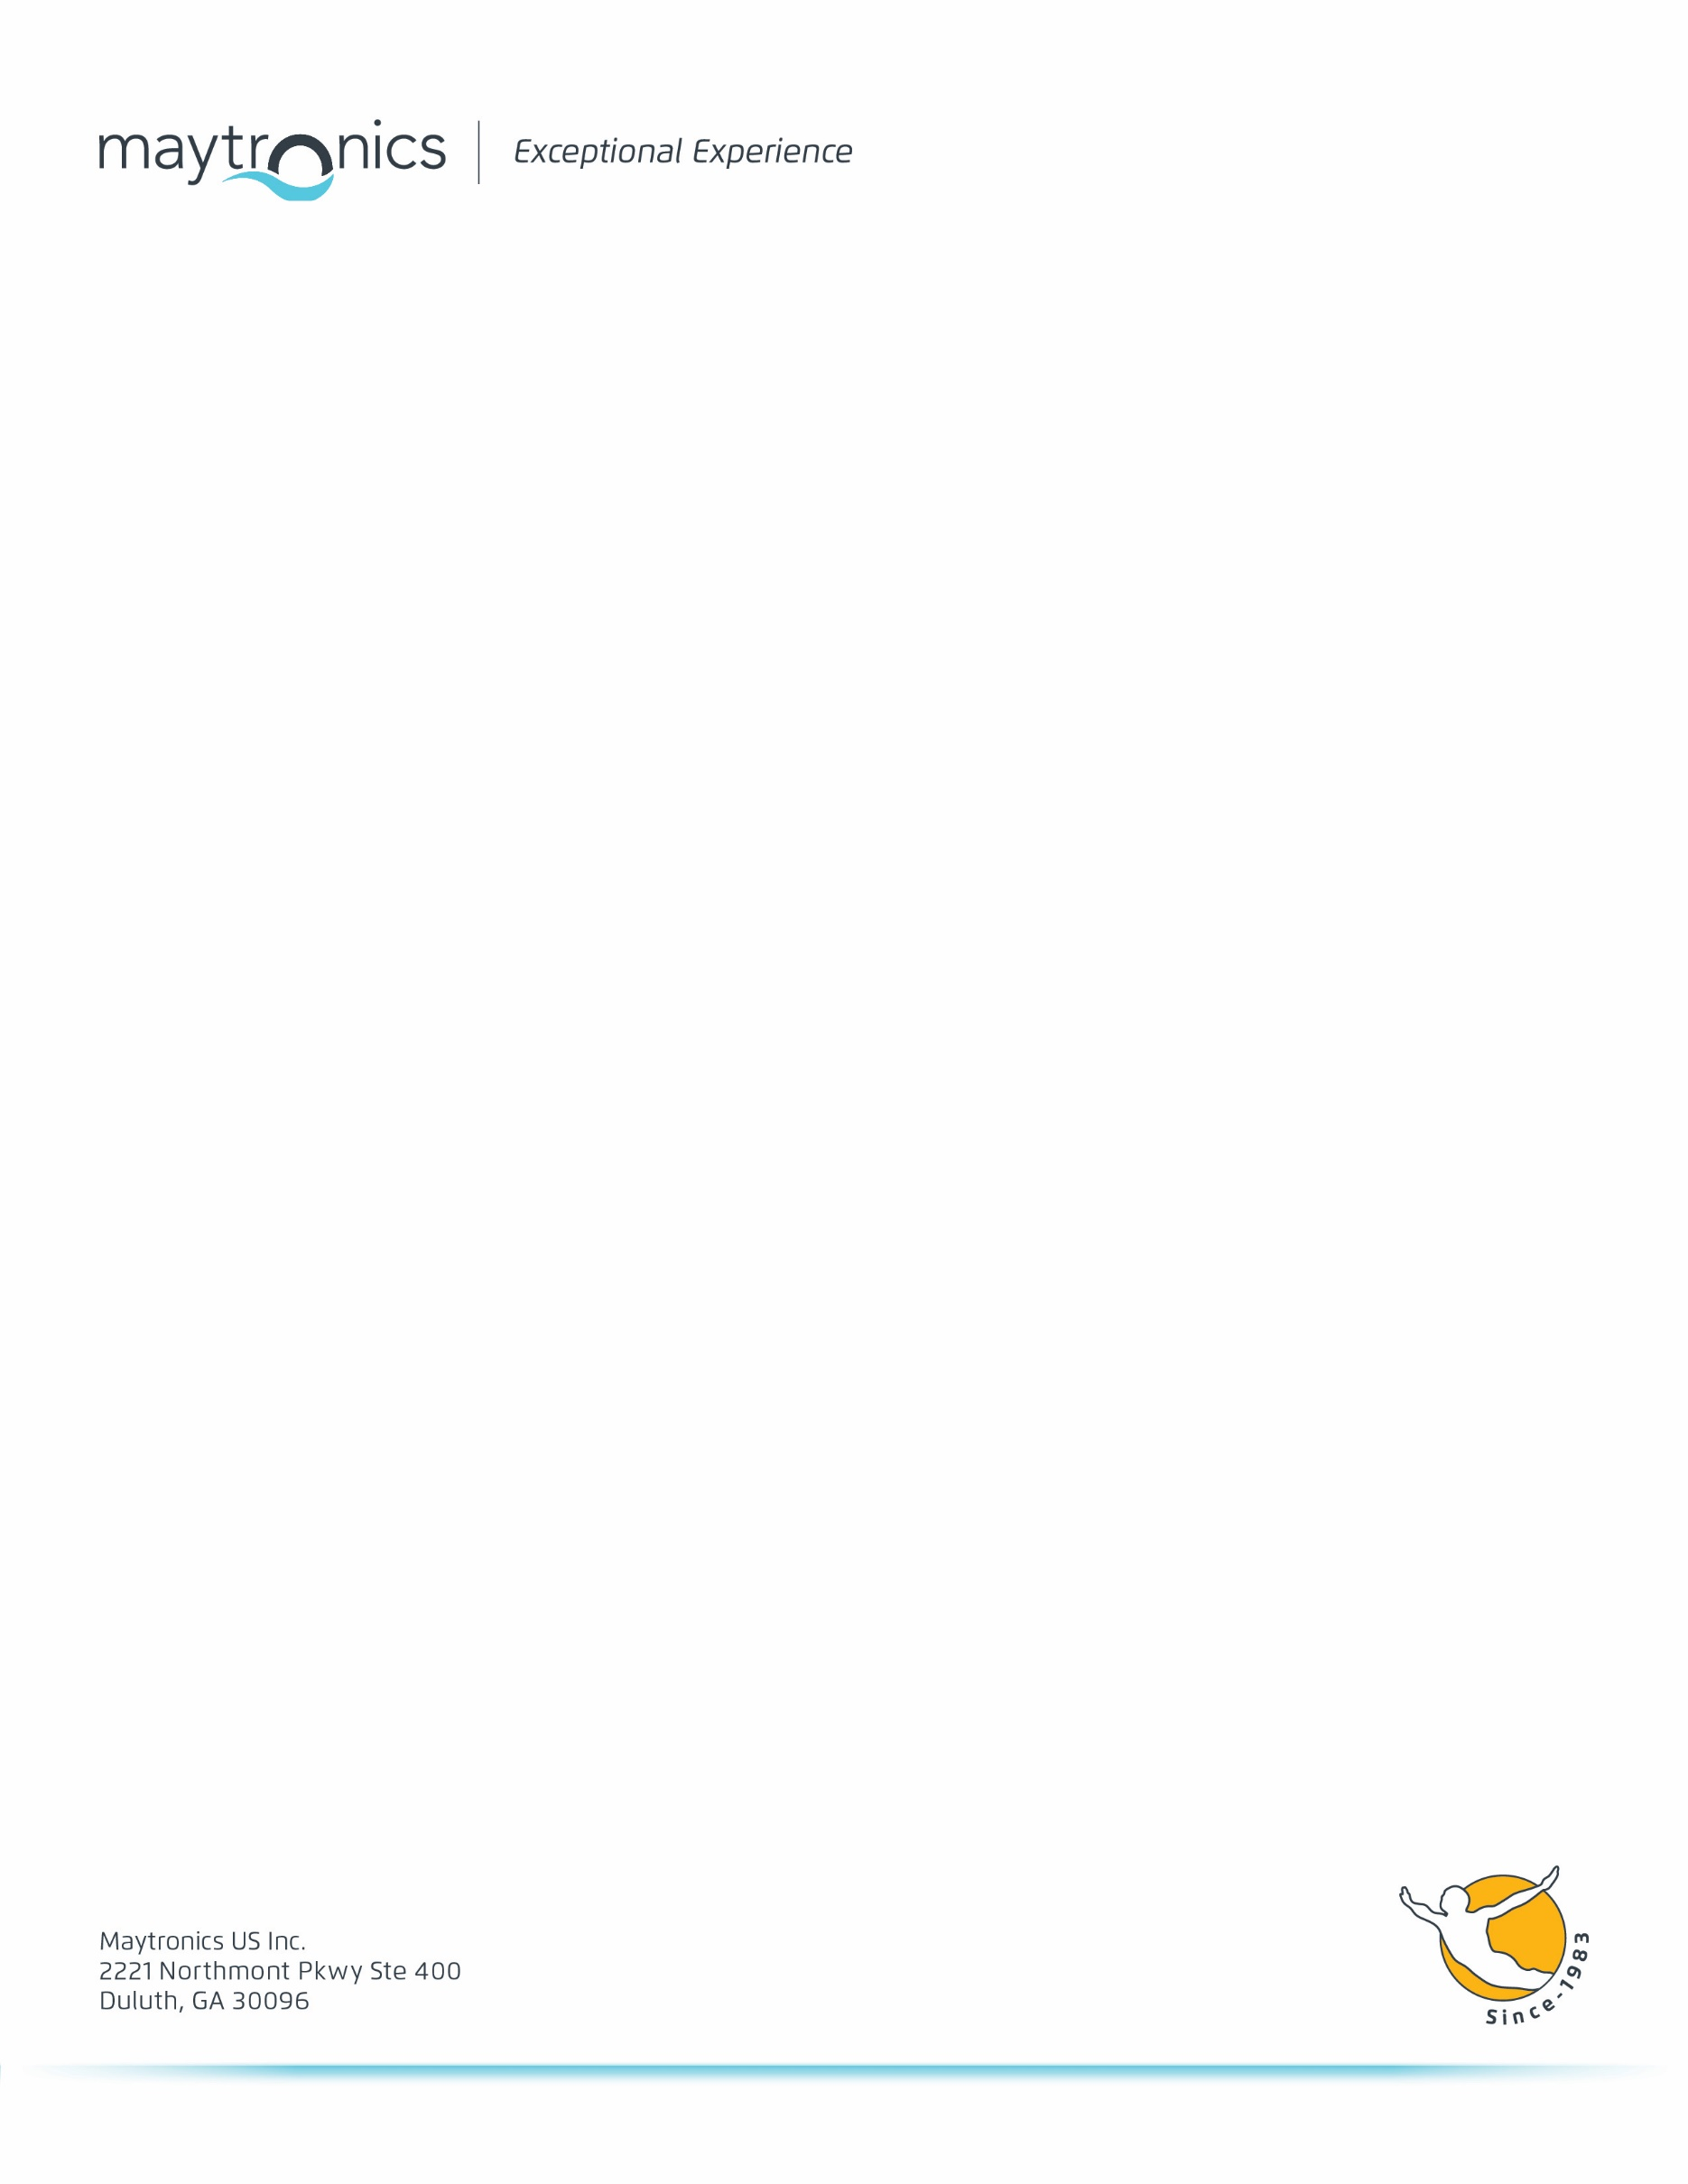 maytronics | Exceptional Experience
Maytronics US Inc.
2221 Northmont Pkwy Ste 400
Duluth, GA 30096
Since-1983